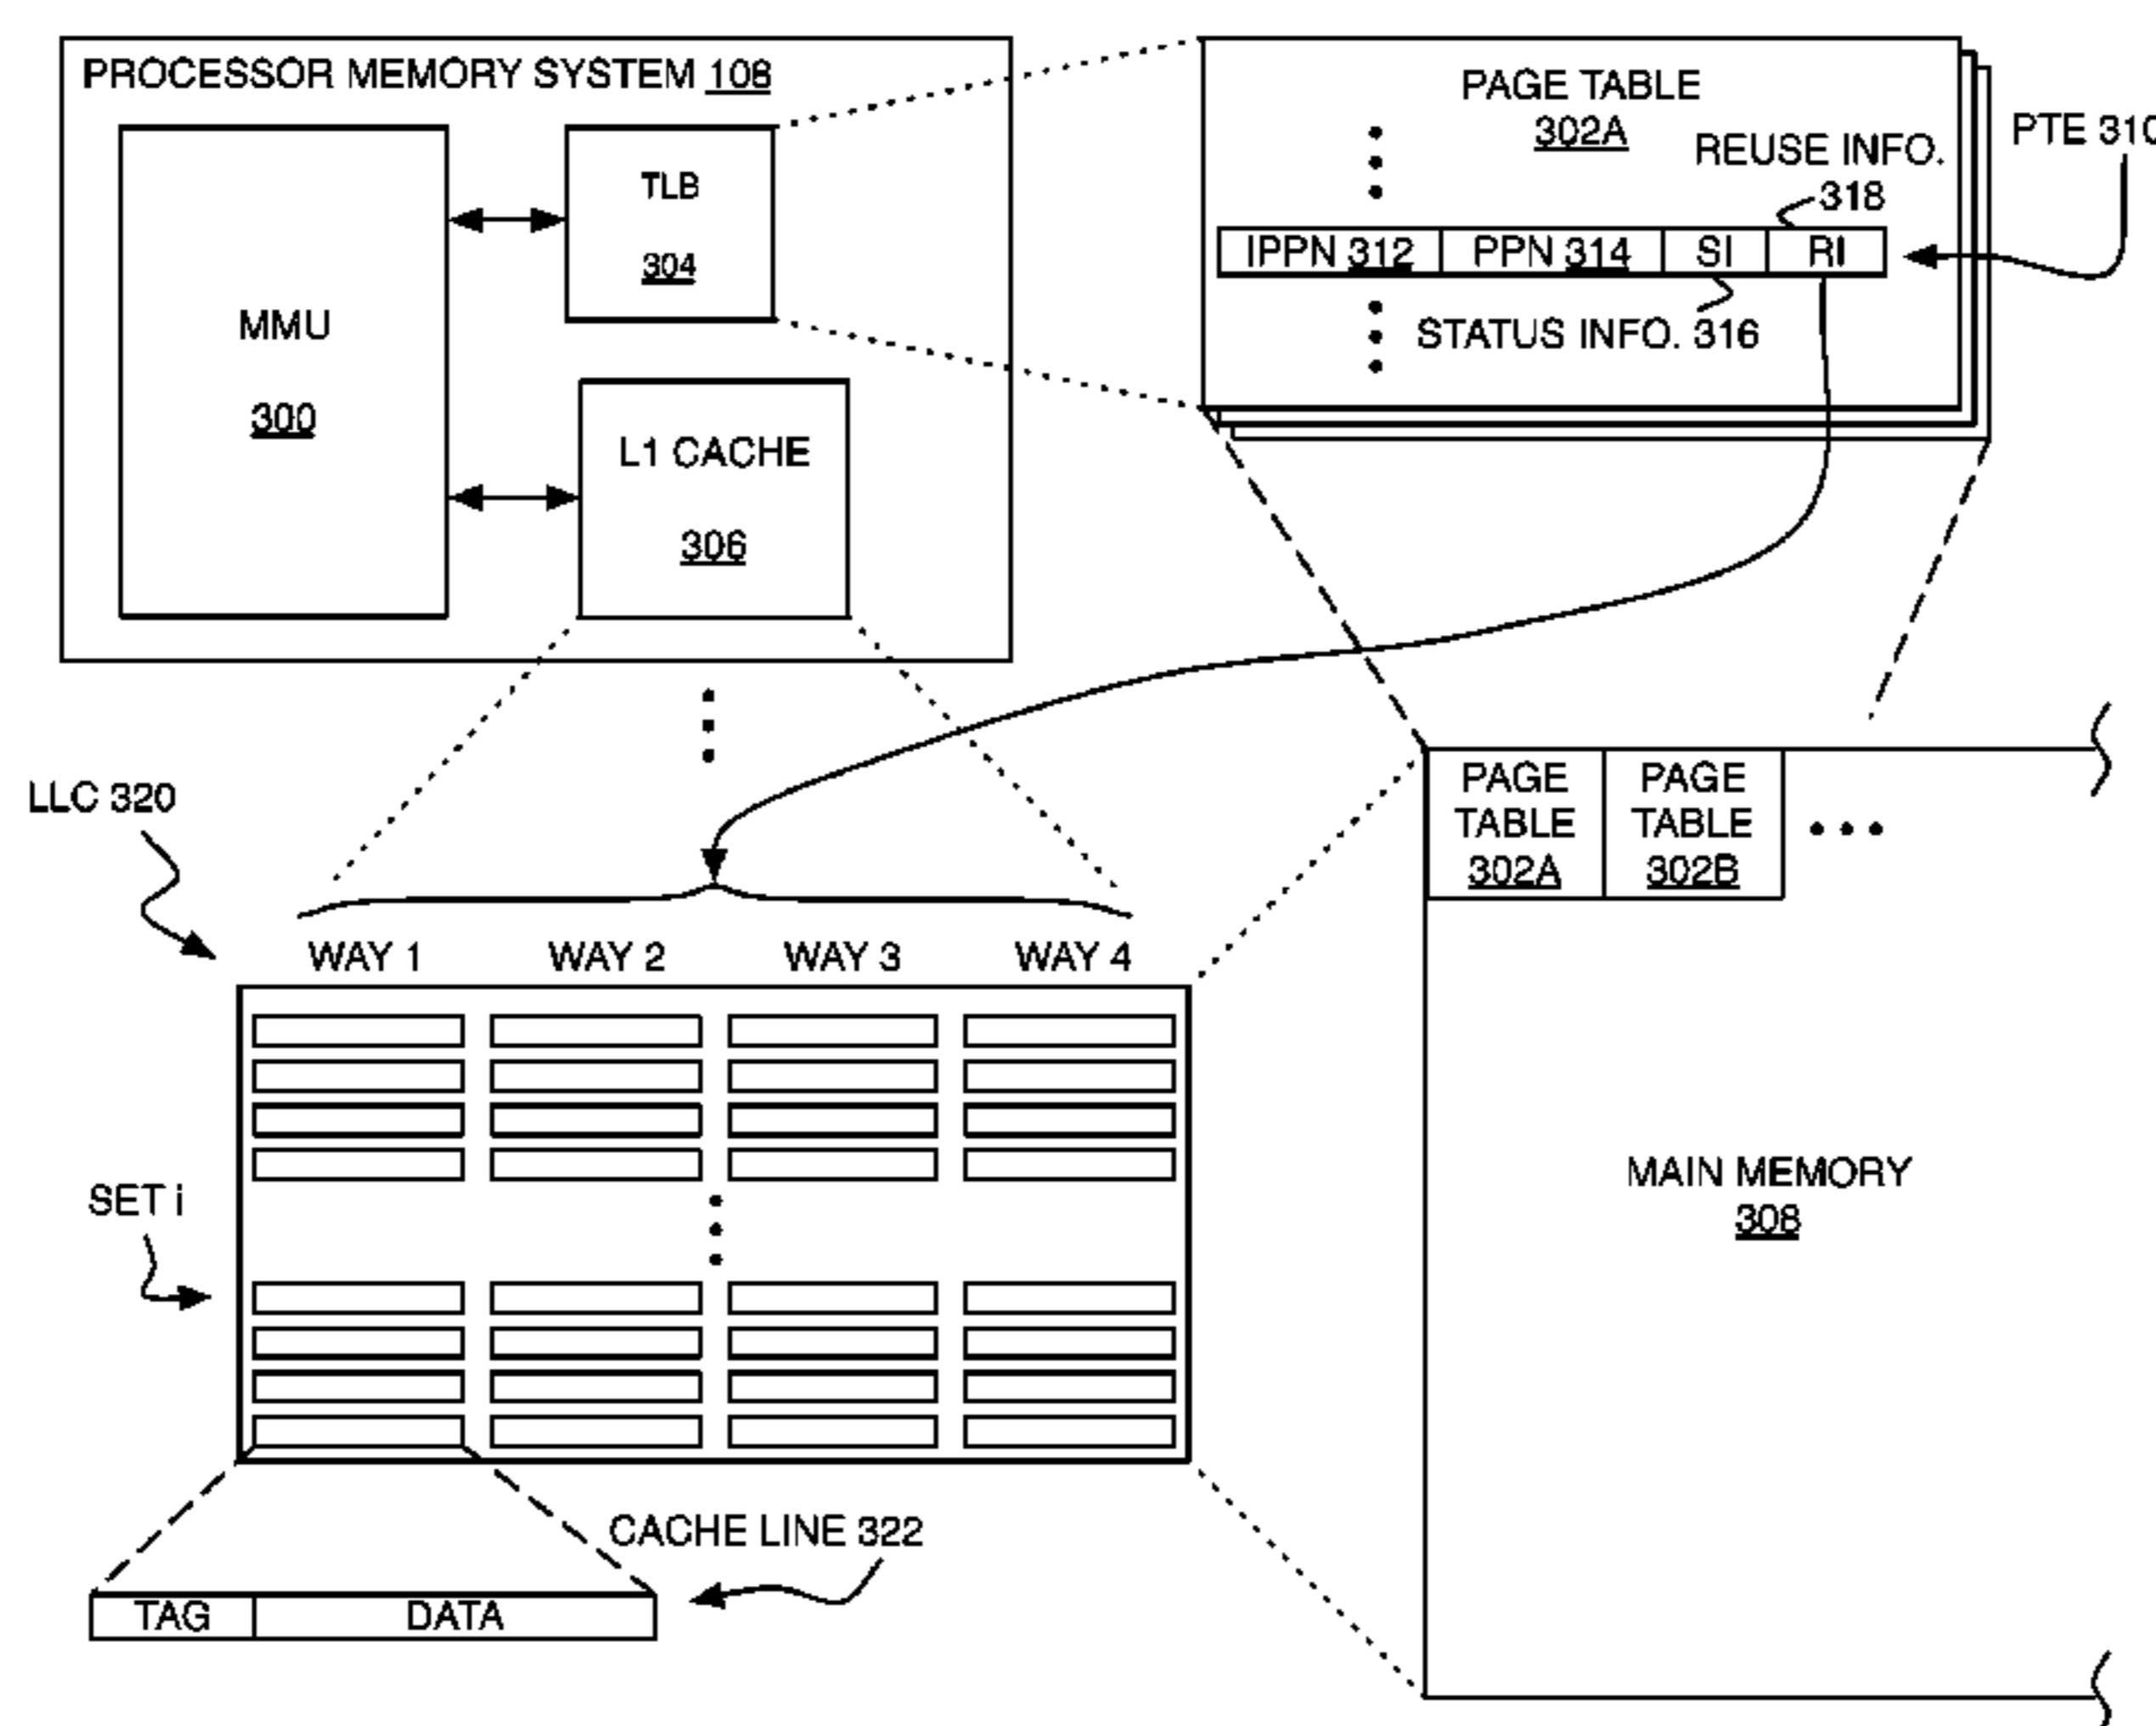 PROCESSOR MEMORY SYSTEM 108
MMU
300
TLB
304
L1 CACHE
306
PAGE TABLE
302A
REUSE INFO.
318
PTE 310
IPPN 312 PPN 314 SI RI
STATUS INFO. 316
LLC 320
WAY 1 WAY 2 WAY 3 WAY 4
SET i
CACHE LINE 322
TAG DATA
PAGE
TABLE
302A
PAGE
TABLE
302B
MAIN MEMORY
308